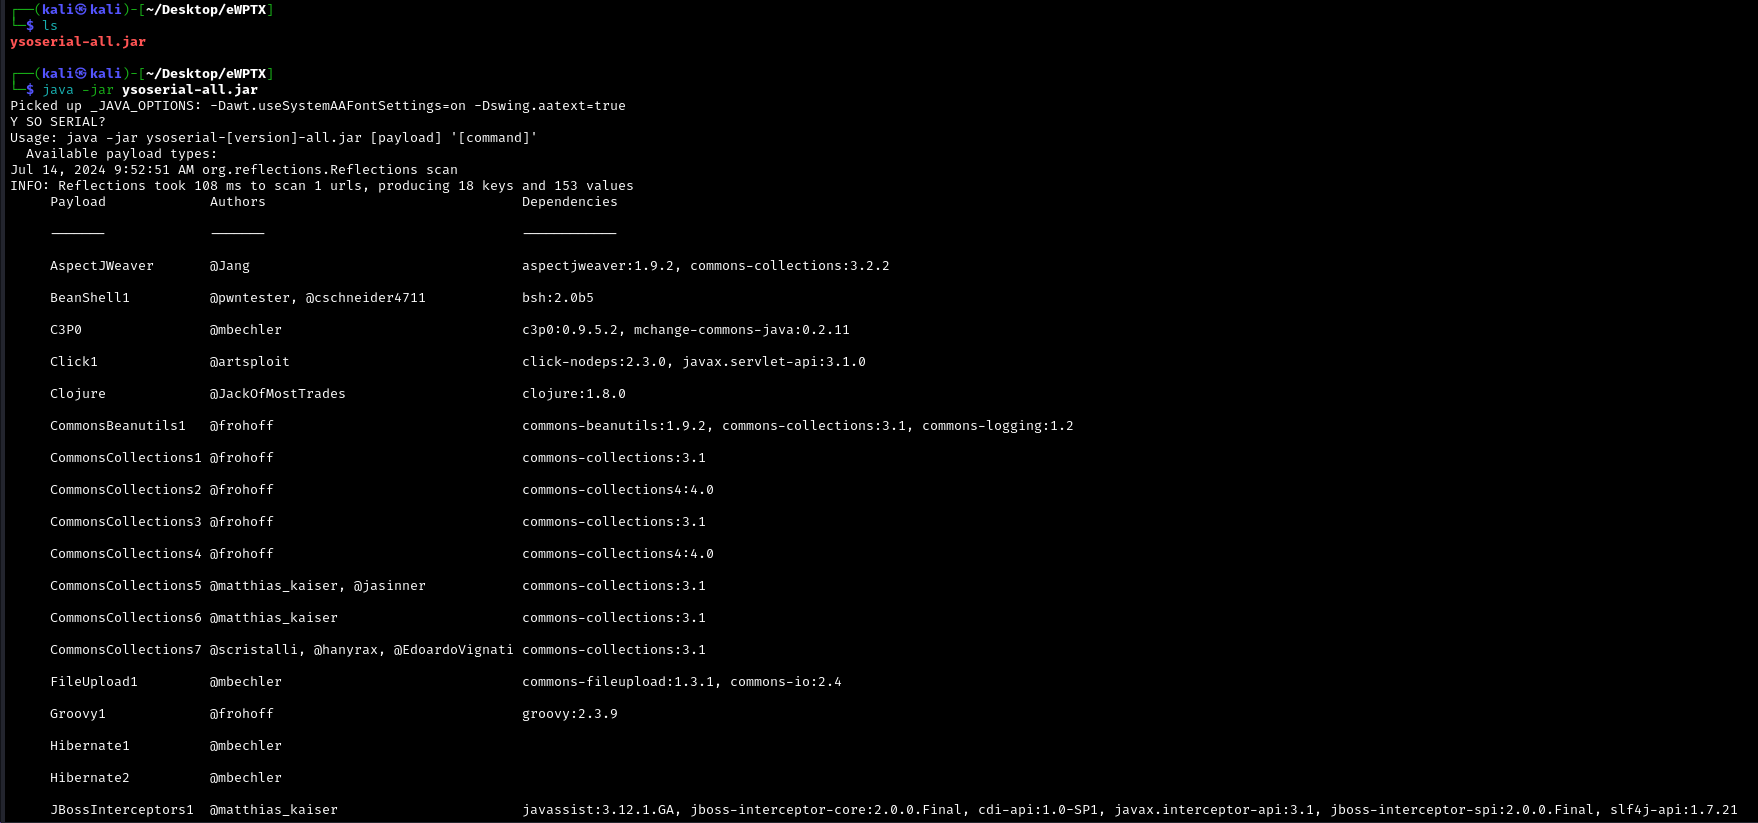 ┌──(kali㉿kali)-[~/Desktop/eWPTX]
└─$ ls
ysoserial-all.jar
┌──(kali㉿kali)-[~/Desktop/eWPTX]
└─$ java -jar ysoserial-all.jar
Picked up _JAVA_OPTIONS: -Dawt.useSystemAAFontSettings=on -Dswing.aatext=true
Y SO SERIAL?
Usage: java -jar ysoserial-[version]-all.jar [payload] '[command]'
  Available payload types:
Jul 14, 2024 9:52:51 AM org.reflections.Reflections scan
INFO: Reflections took 108 ms to scan 1 urls, producing 18 keys and 153 values
     Payload             Authors                                Dependencies
     -------             -------                                ------------
     AspectJWeaver       @Jang                                  aspectjweaver:1.9.2, commons-collections:3.2.2
     BeanShell1          @pwntester, @cschneider4711            bsh:2.0b5
     C3P0                @mbechler                              c3p0:0.9.5.2, mchange-commons-java:0.2.11
     Click1              @artsploit                             click-nodeps:2.3.0, javax.servlet-api:3.1.0
     Clojure             @JackOfMostTrades                      clojure:1.8.0
     CommonsBeanutils1   @frohoff                               commons-beanutils:1.9.2, commons-collections:3.1, commons-logging:1.2
     CommonsCollections1 @frohoff                               commons-collections:3.1
     CommonsCollections2 @frohoff                               commons-collections4:4.0
     CommonsCollections3 @frohoff                               commons-collections:3.1
     CommonsCollections4 @frohoff                               commons-collections4:4.0
     CommonsCollections5 @matthias_kaiser, @jasinner            commons-collections:3.1
     CommonsCollections6 @matthias_kaiser                       commons-collections:3.1
     CommonsCollections7 @scristalli, @hanyrax, @EdoardoVignati commons-collections:3.1
     FileUpload1         @mbechler                              commons-fileupload:1.3.1, commons-io:2.4
     Groovy1             @frohoff                               groovy:2.3.9
     Hibernate1          @mbechler
     Hibernate2          @mbechler
     JBossInterceptors1  @matthias_kaiser                       javassist:3.12.1.GA, jboss-interceptor-core:2.0.0.Final, cdi-api:1.0-SP1, javax.interceptor-api:3.1, jboss-interceptor-spi:2.0.0.Final, slf4j-api:1.7.21